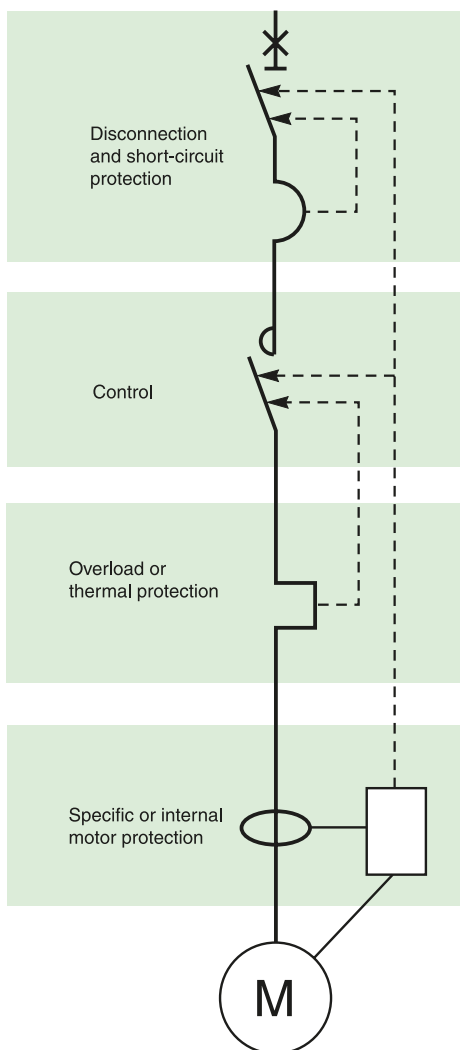 Disconnection
and short-circuit
protection
Control
Overload or
thermal protection
Specific or internal
motor protection
M